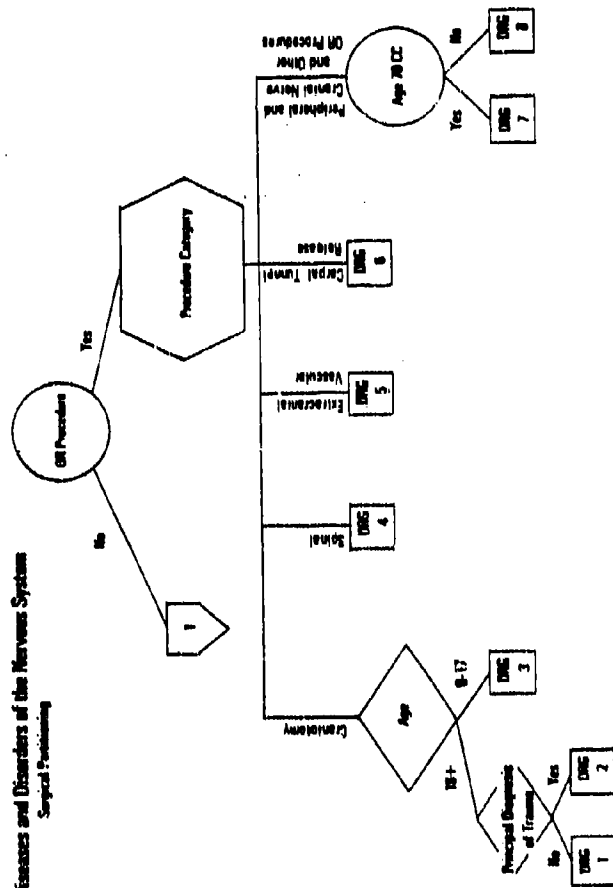 iseases and Disorders of the Nervous System
Surgical Partitioning
OR Procedure
No
Yes
1
Procedure Category
Craniotomy
Spinal
Extracranial
Vascular
Carpal Tunnel
Release
Peripheral and
Cranial Nerve
and Other
OR Procedures
Age
18+
0-17
Age 70 CC
Yes
No
Principal Diagnosis
of Trauma
No
Yes
DRG
1
DRG
2
DRG
3
DRG
4
DRG
5
DRG
6
DRG
7
DRG
8